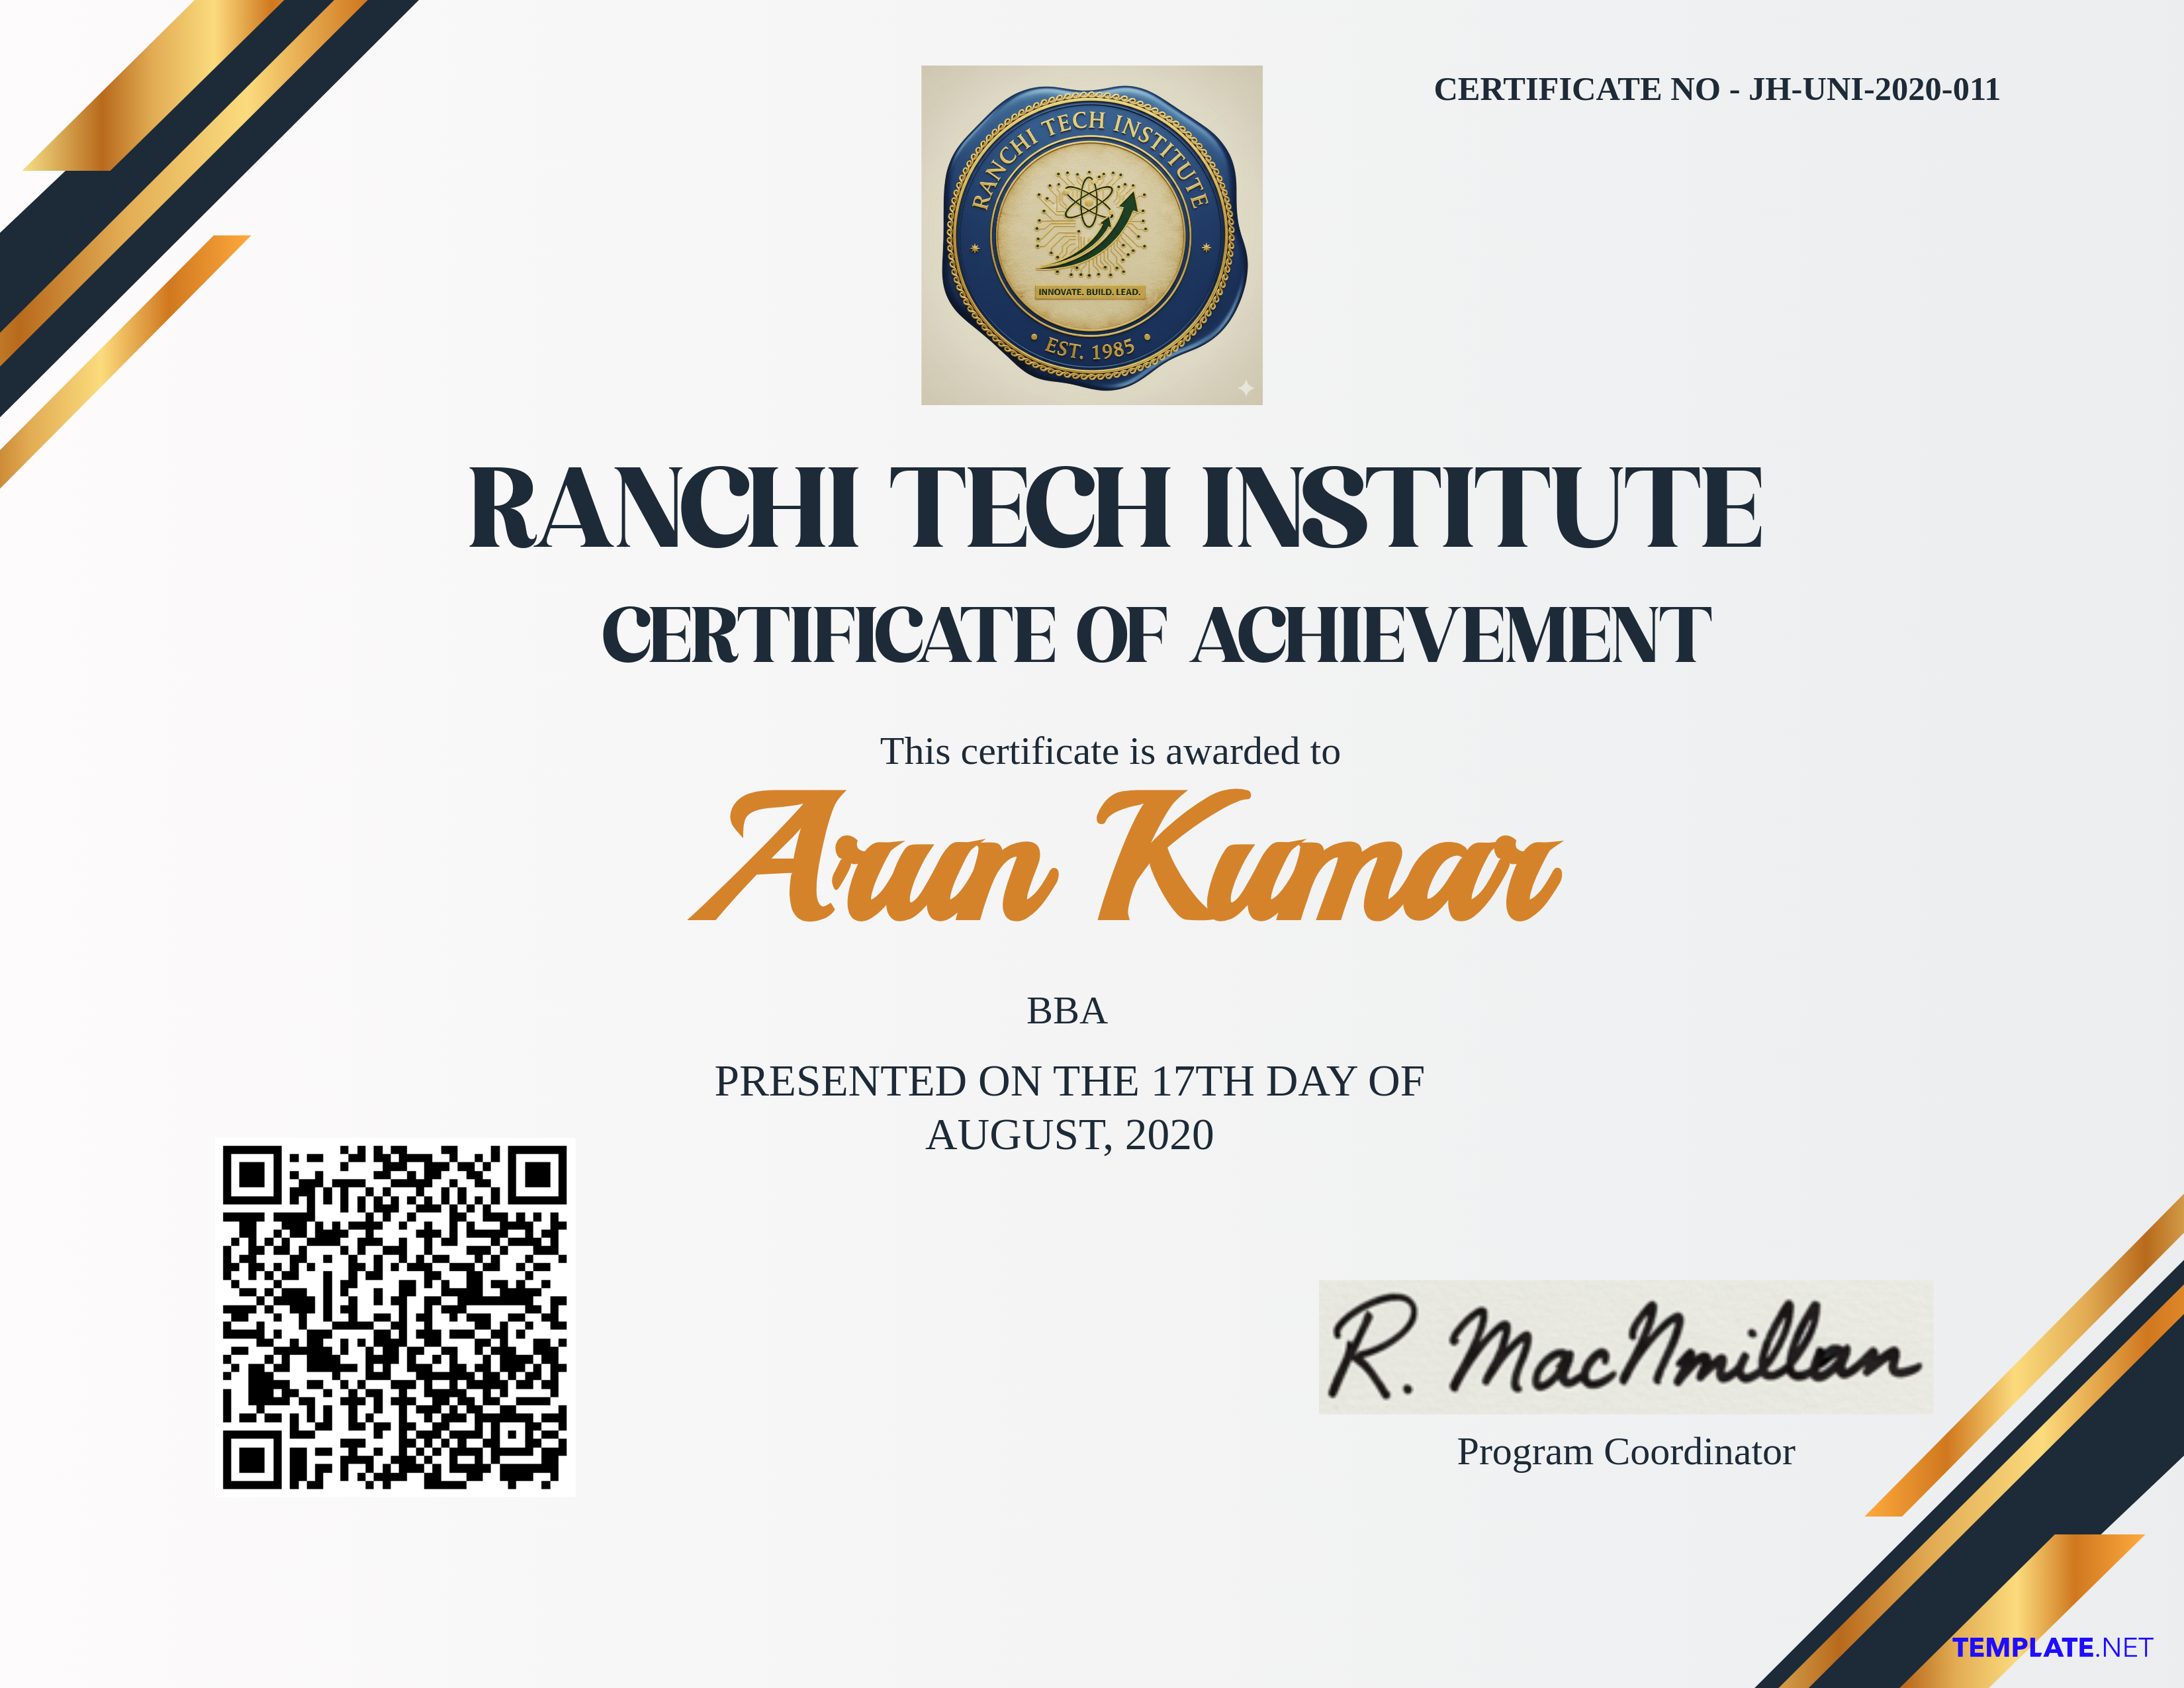 CERTIFICATE NO - JH-UNI-2020-011
RANCHI TECH INSTITUTE
INNOVATE. BUILD. LEAD.
EST. 1985
RANCHI TECH INSTITUTE
CERTIFICATE OF ACHIEVEMENT
This certificate is awarded to
Arun Kumar
BBA
PRESENTED ON THE 17TH DAY OF
AUGUST, 2020
R. MacNmillan
Program Coordinator
TEMPLATE.NET